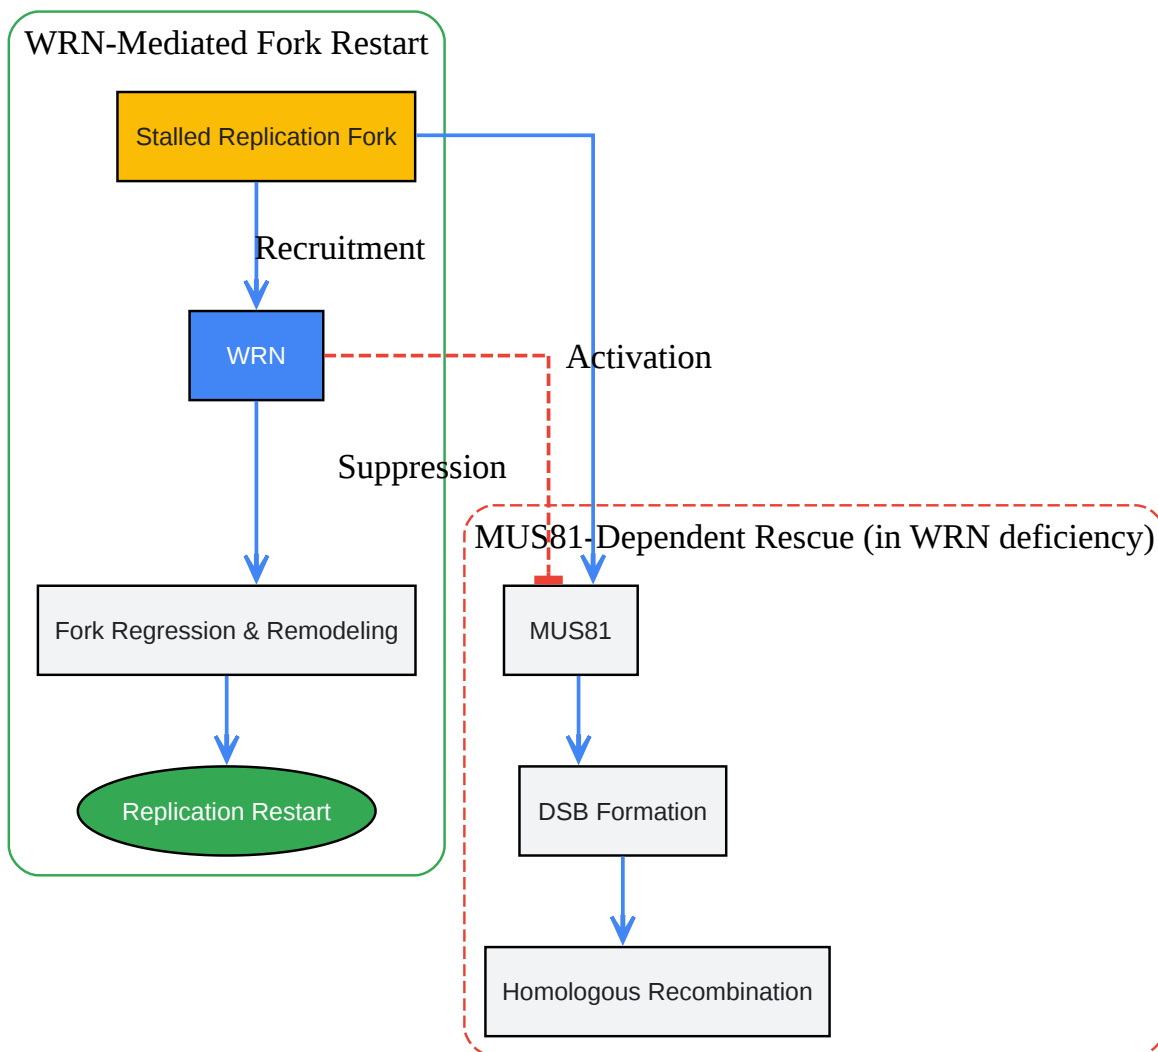 WRN-Mediated Fork Restart
Stalled Replication Fork
Recruitment
WRN
Activation
Suppression
MUS81-Dependent Rescue (in WRN deficiency)
Fork Regression & Remodeling
MUS81
Replication Restart
DSB Formation
Homologous Recombination